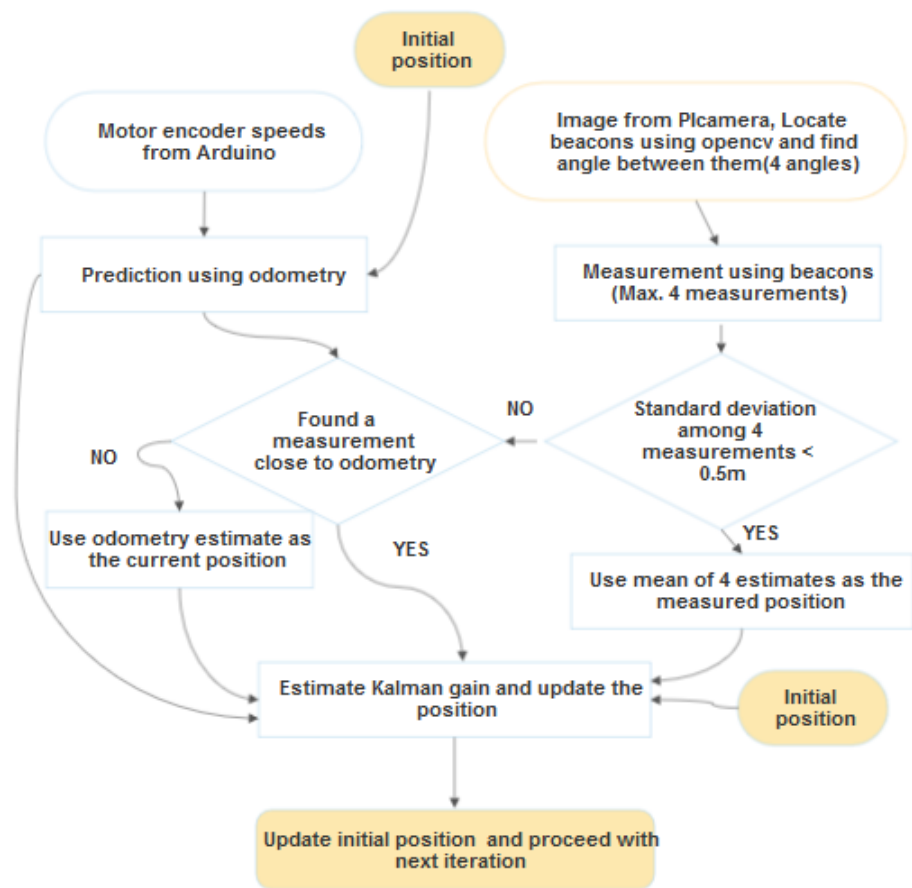 Initial
position
Motor encoder speeds
from Arduino
Image from PIcamera, Locate
beacons using opencv and find
angle between them(4 angles)
Prediction using odometry
Measurement using beacons
(Max. 4 measurements)
Found a
measurement
close to odometry
NO
Standard deviation
among 4
measurements <
0.5m
NO
YES
YES
Use odometry estimate as
the current position
Use mean of 4 estimates as the
measured position
Estimate Kalman gain and update the
position
Initial
position
Update initial position and proceed with
next iteration